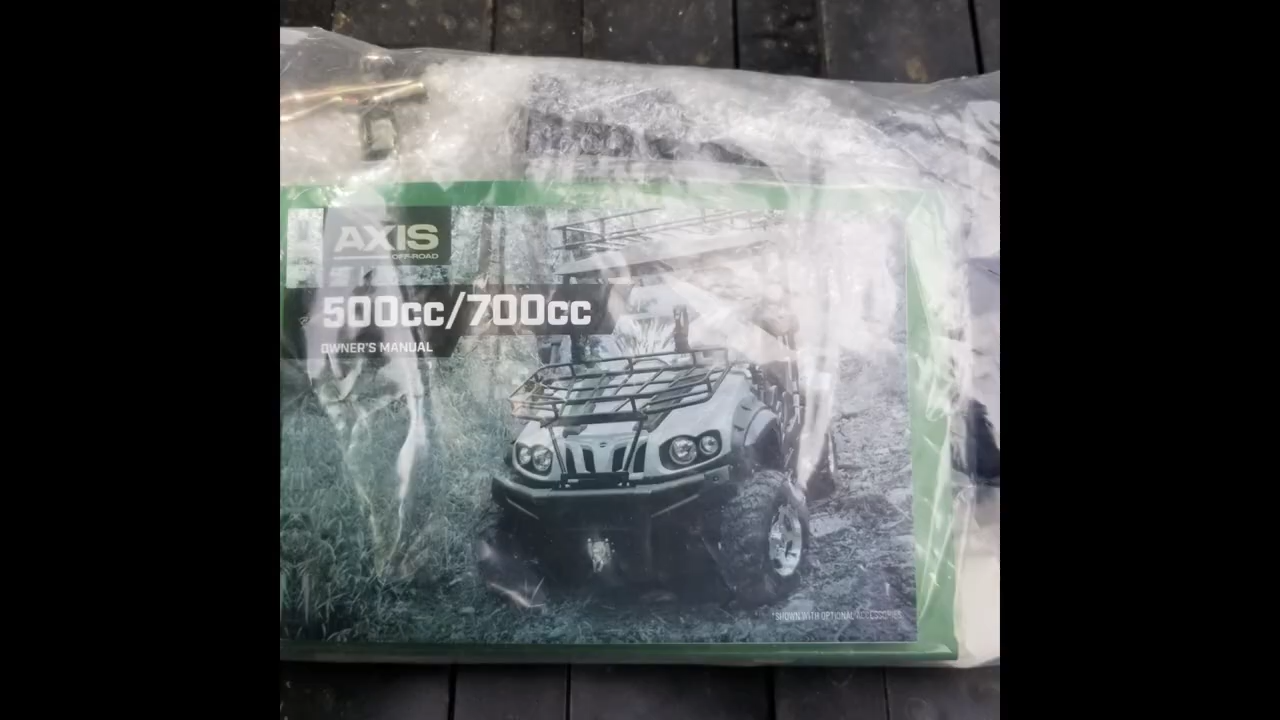 AXIS
OFF-ROAD
500cc/700cc
OWNER'S MANUAL
*SHOWN WITH OPTIONAL ACCESSORIES.